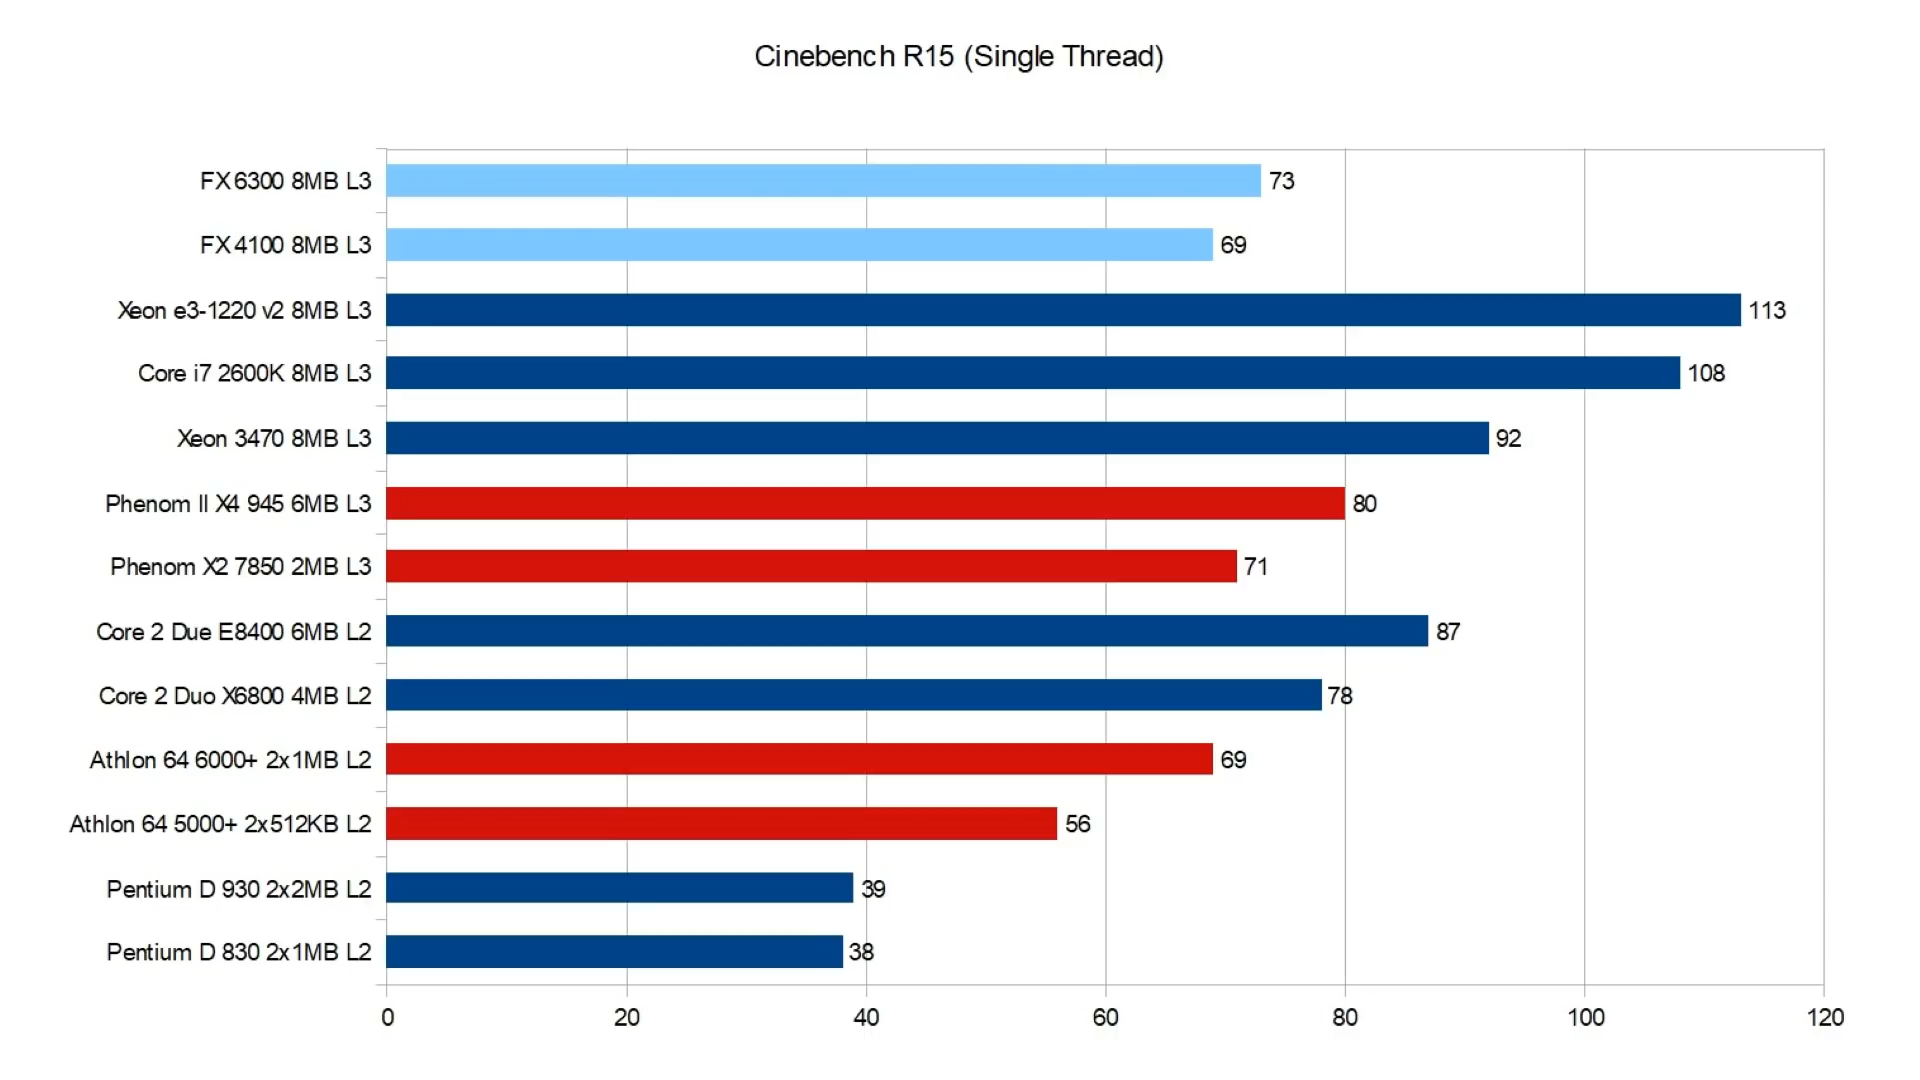 Cinebench R15 (Single Thread)
FX 6300 8MB L3 73
FX 4100 8MB L3 69
Xeon e3-1220 v2 8MB L3 113
Core i7 2600K 8MB L3 108
Xeon 3470 8MB L3 92
Phenom II X4 945 6MB L3 80
Phenom X2 7850 2MB L3 71
Core 2 Due E8400 6MB L2 87
Core 2 Duo X6800 4MB L2 78
Athlon 64 6000+ 2x1MB L2 69
Athlon 64 5000+ 2x512KB L2 56
Pentium D 930 2x2MB L2 39
Pentium D 830 2x1MB L2 38
0 20 40 60 80 100 120